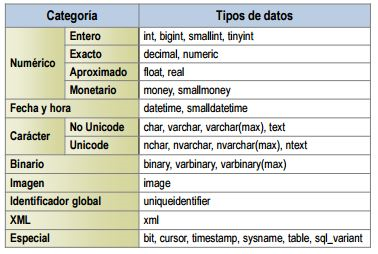 Categoría Tipos de datos
Numérico Entero int, bigint, smallint, tinyint
Exacto decimal, numeric
Aproximado float, real
Monetario money, smallmoney
Fecha y hora datetime, smalldatetime
Carácter No Unicode char, varchar, varchar(max), text
Unicode nchar, nvarchar, nvarchar(max), ntext
Binario binary, varbinary, varbinary(max)
Imagen image
Identificador global uniqueidentifier
XML xml
Especial bit, cursor, timestamp, sysname, table, sql_variant